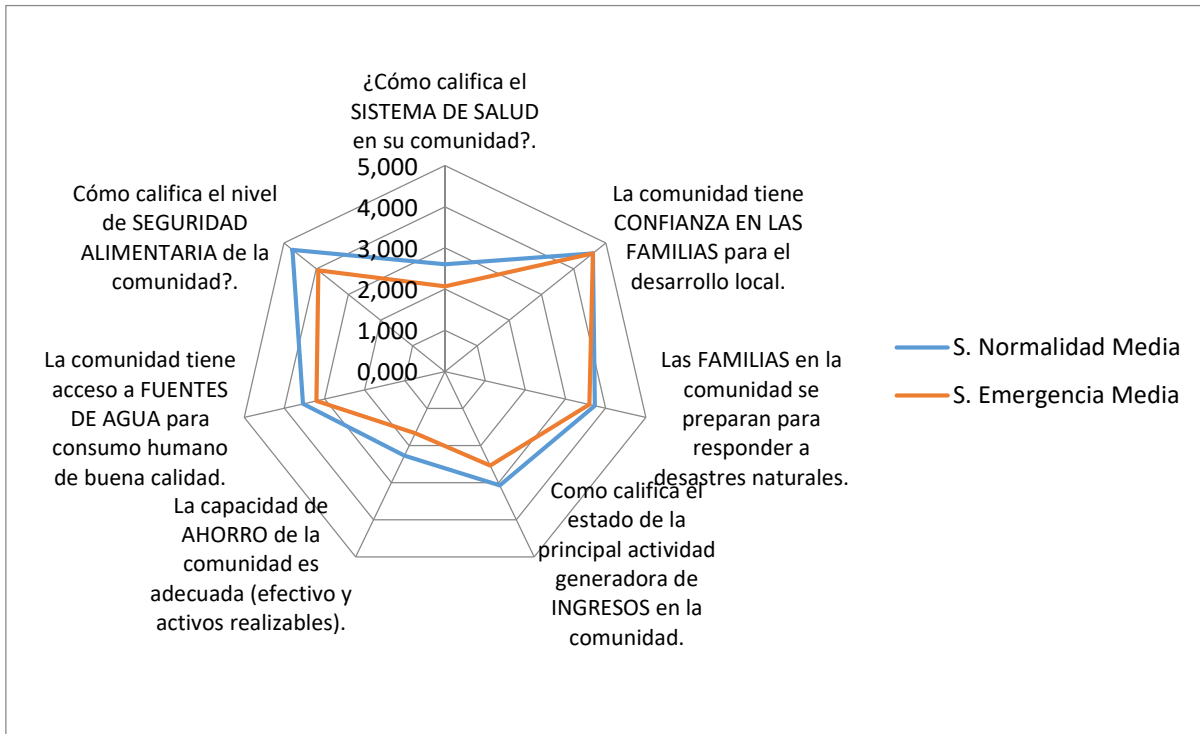 ¿Cómo califica el
SISTEMA DE SALUD
en su comunidad?.
La comunidad tiene
CONFIANZA EN LAS
FAMILIAS para el
desarrollo local.
Las FAMILIAS en la
comunidad se
preparan para
responder a
desastres naturales.
Como califica el
estado de la
principal actividad
generadora de
INGRESOS en la
comunidad.
La capacidad de
AHORRO de la
comunidad es
adecuada (efectivo y
activos realizables).
La comunidad tiene
acceso a FUENTES
DE AGUA para
consumo humano
de buena calidad.
Cómo califica el nivel
de SEGURIDAD
ALIMENTARIA de la
comunidad?.
5,000
4,000
3,000
2,000
1,000
0,000
S. Normalidad Media
S. Emergencia Media